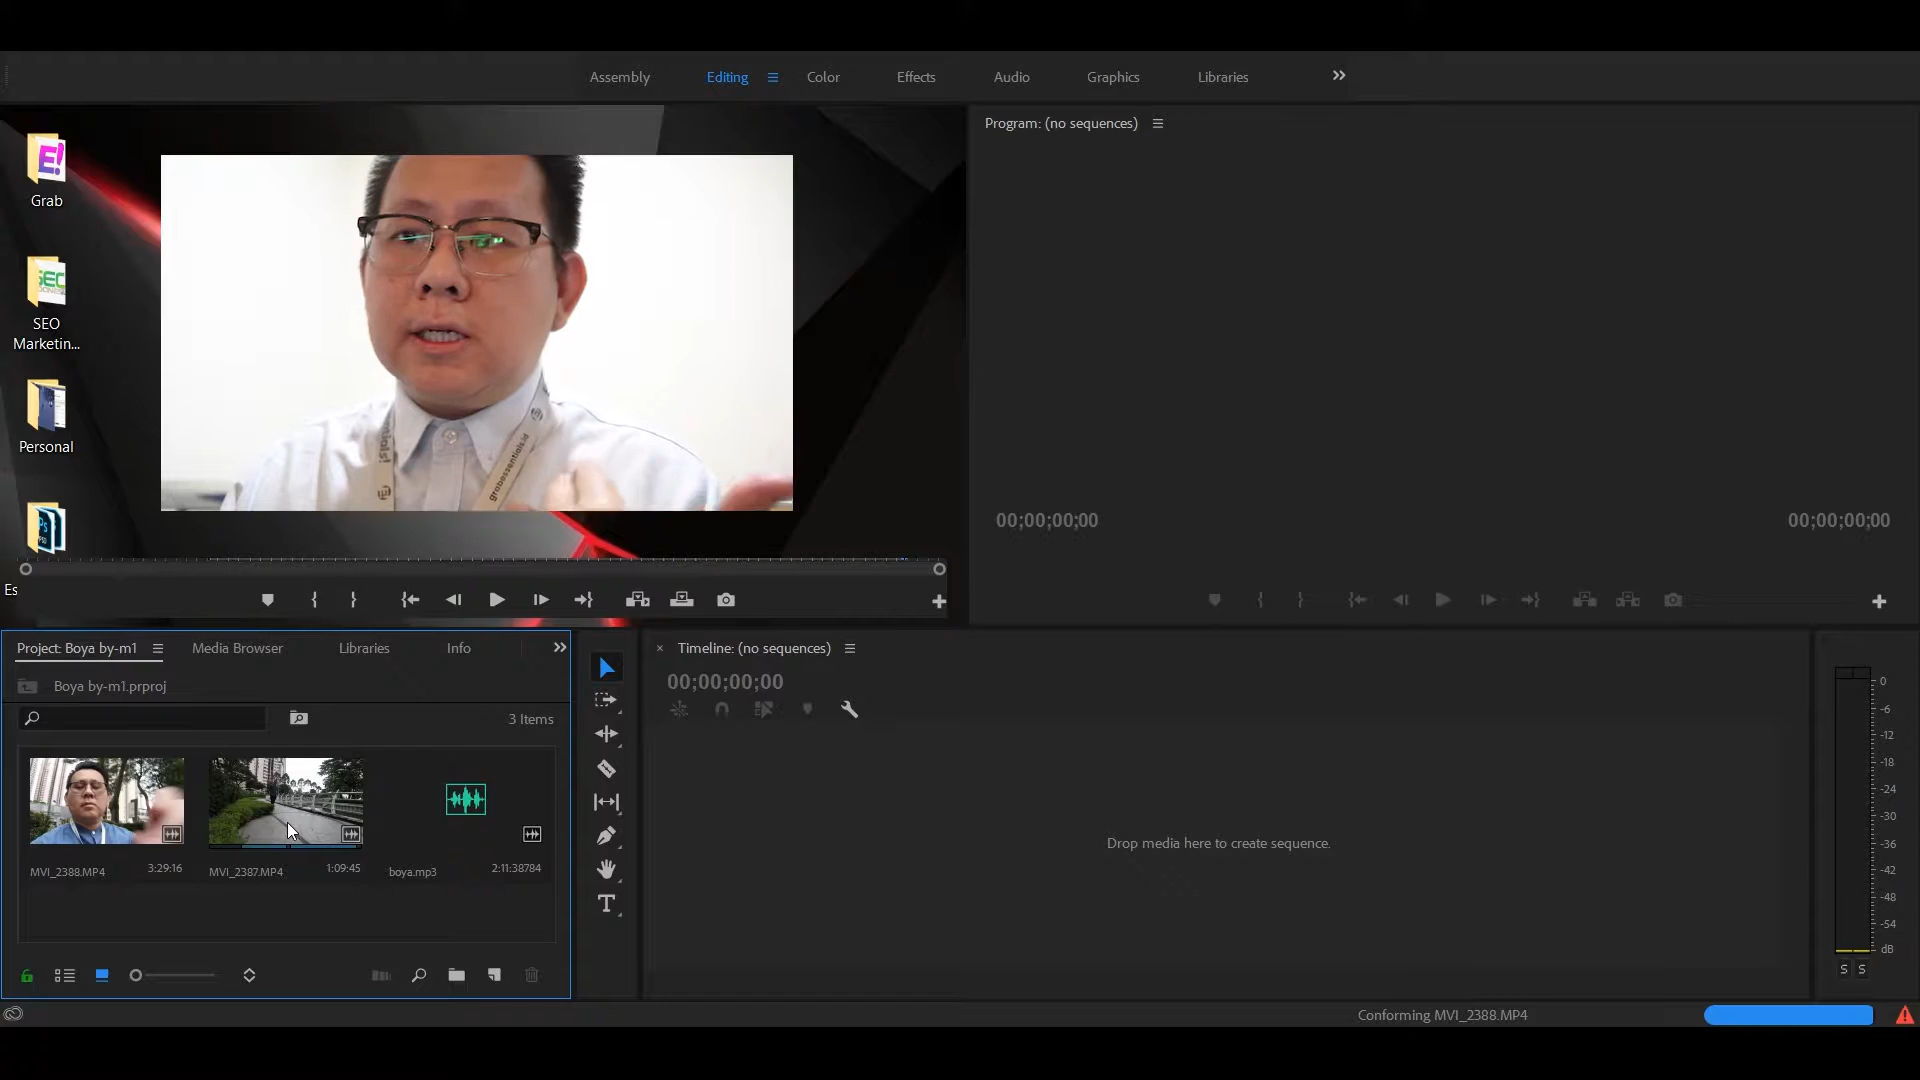 Assembly
Editing
Color
Effects
Audio
Graphics
Libraries
Program: (no sequences)
E!
Grab
SEO
Marketin...
Personal
grabessentials.id
Ps
Es
00;00;00;00
00;00;00;00
Project: Boya by-m1
Media Browser
Libraries
Info
Boya by-m1.prproj
3 Items
MVI_2388.MP4
3:29:16
MVI_2387.MP4
1:09:45
boya.mp3
2:11:38784
T
Timeline: (no sequences)
00;00;00;00
Drop media here to create sequence.
0
-6
-12
-18
-24
-30
-36
-42
-48
-54
dB
S
S
Conforming MVI_2388.MP4